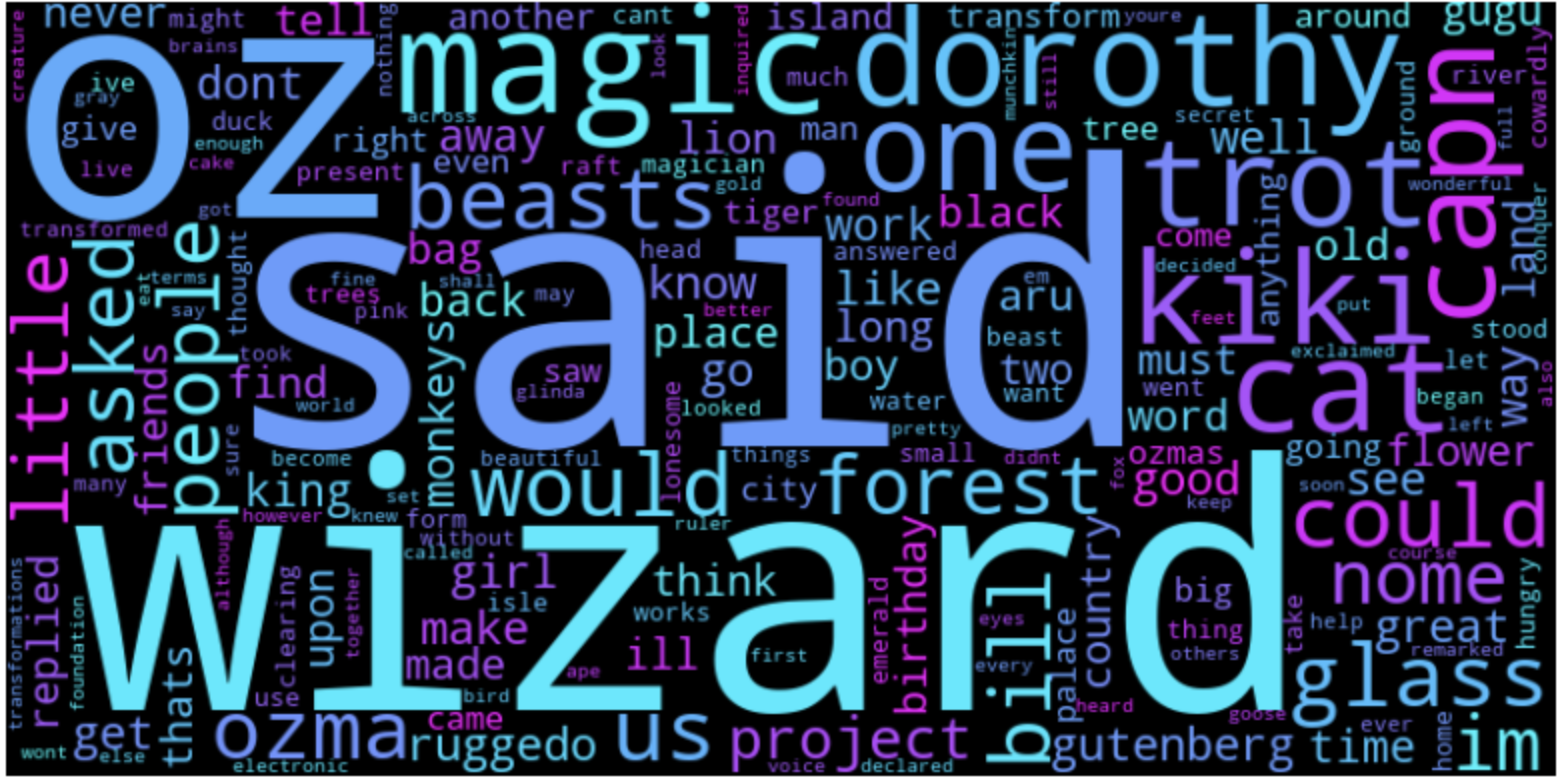 creature never might tell nothing another cant look inquired island transform youre around gugu
brains oz magic much dorothy munchkin still ground river cowardly
ive gray give live dont duck enough cake present right across away even raft magician lion man one tree secret well full capn
transformed got beasts gold tiger found work black trot wonderful conquer
little asked eat terms people say thought bag head answered come anything old land
said fine trees pink shall back may know better like aru em decided kiki put feet stood
friends took find world monkeys saw glinda place go long boy beast two want must went exclaimed let way also
lonesome looked water pretty word cat began left
many sure become beautiful things small didnt ozmas going flower
king set would city forest fox good keep soon see could
however knew form without called ruler course
wizard although clearing upon together girl isle think works emerald birthday eyes bill country big nome hungry
transformations replied foundation thats make made ill first every palace thing others take help great remarked
use bird ape heard goose glass
wont get else ozma came ruggedo us project gutenberg time ever home im
electronic voice declared